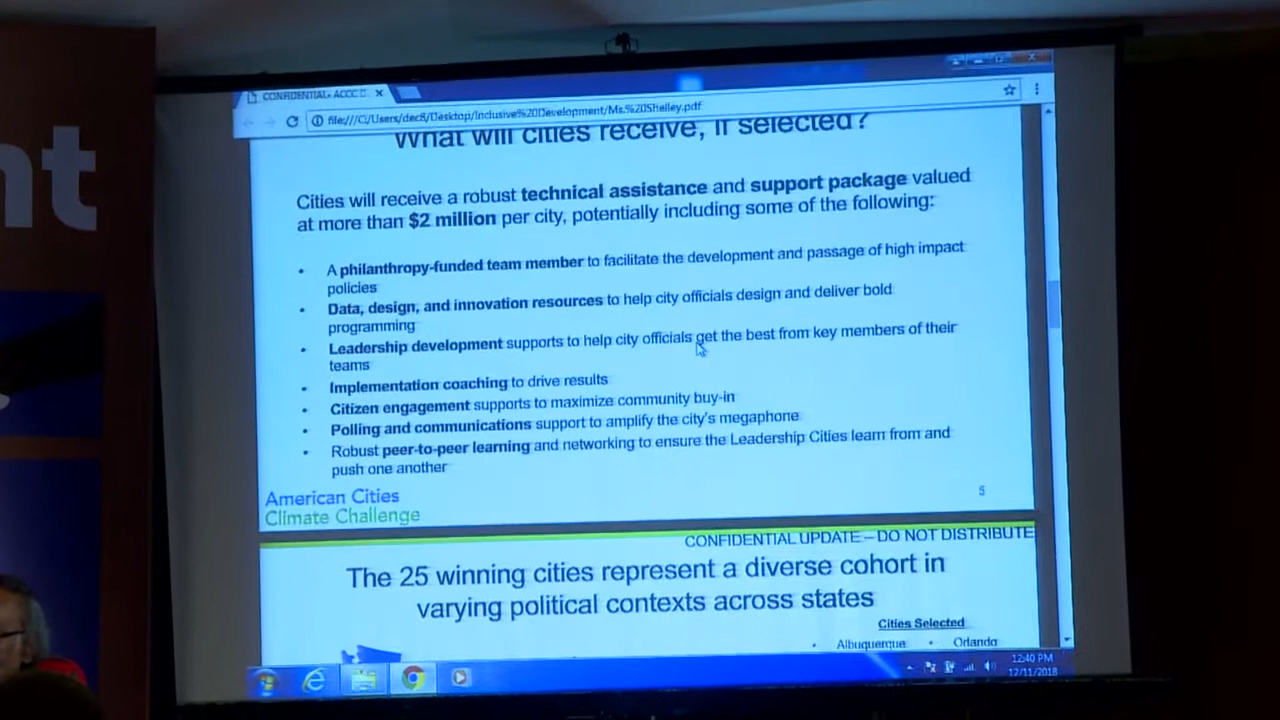 nt
CONFIDENTIAL- ACCC
file:///C:/Users/dec8/Desktop/Inclusive%20Development/Ms.%20Shelley.pdf
What will cities receive, if selected?
Cities will receive a robust technical assistance and support package valued
at more than $2 million per city, potentially including some of the following:
• A philanthropy-funded team member to facilitate the development and passage of high impact
policies
• Data, design, and innovation resources to help city officials design and deliver bold
programming
• Leadership development supports to help city officials get the best from key members of their
teams
• Implementation coaching to drive results
• Citizen engagement supports to maximize community buy-in
• Polling and communications support to amplify the city's megaphone
• Robust peer-to-peer learning and networking to ensure the Leadership Cities learn from and
push one another
American Cities
Climate Challenge
5
CONFIDENTIAL UPDATE – DO NOT DISTRIBUTE
The 25 winning cities represent a diverse cohort in
varying political contexts across states
Cities Selected
• Albuquerque • Orlando
12:40 PM
12/11/2018